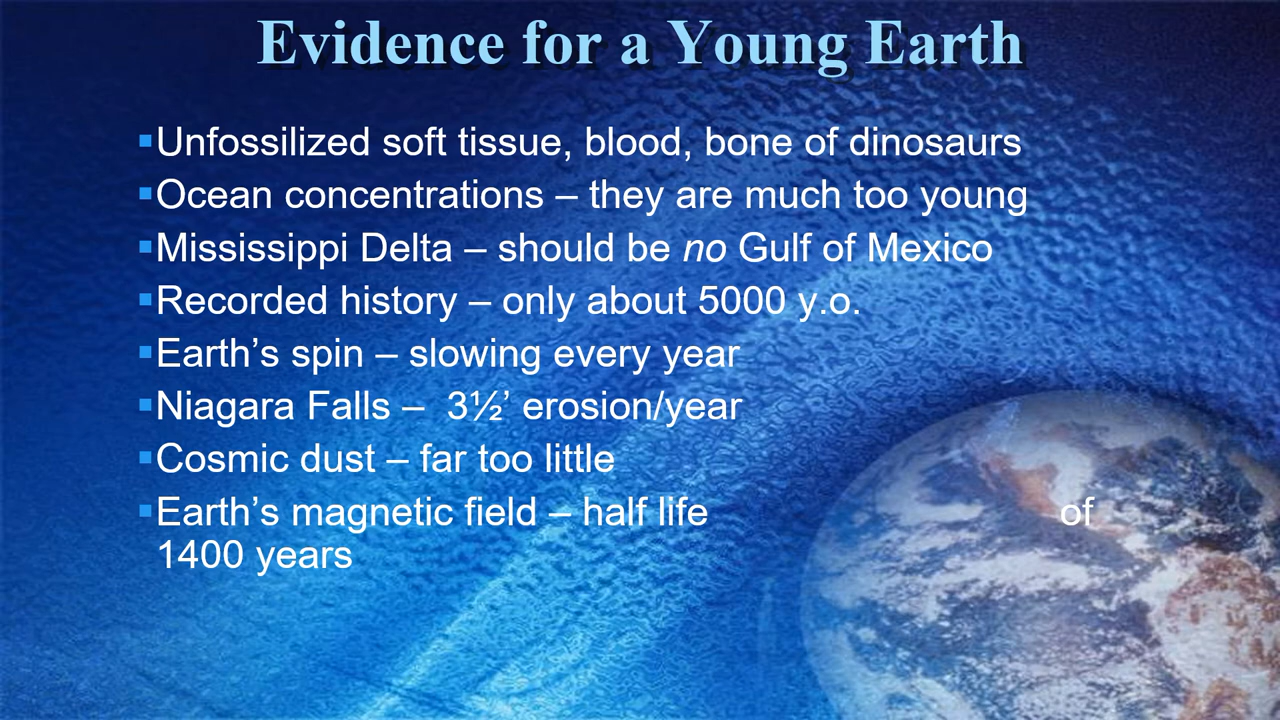 Evidence for a Young Earth
▪Unfossilized soft tissue, blood, bone of dinosaurs
▪Ocean concentrations – they are much too young
▪Mississippi Delta – should be no Gulf of Mexico
▪Recorded history – only about 5000 y.o.
▪Earth’s spin – slowing every year
▪Niagara Falls –  3½’ erosion/year
▪Cosmic dust – far too little
▪Earth’s magnetic field – half life of
1400 years